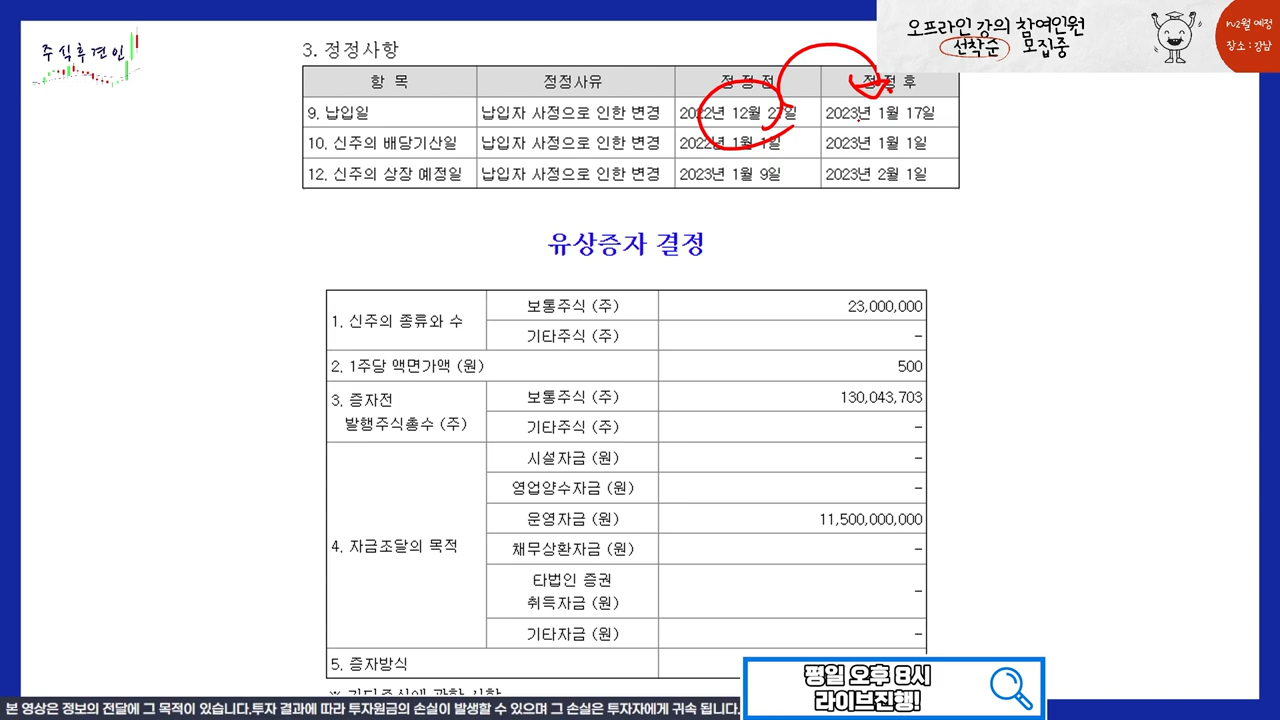 주식후견인
오프라인 강의 참여인원
선착순 모집중
n2월 예정
장소 : 강남
3. 정정사항
항 목 정정사유 정 정 전 정 정 후
9. 납입일 납입자 사정으로 인한 변경 2022년 12월 27일 2023년 1월 17일
10. 신주의 배당기산일 납입자 사정으로 인한 변경 2022년 1월 1일 2023년 1월 1일
12. 신주의 상장 예정일 납입자 사정으로 인한 변경 2023년 1월 9일 2023년 2월 1일
유상증자 결정
1. 신주의 종류와 수 보통주식 (주) 23,000,000
기타주식 (주) -
2. 1주당 액면가액 (원) 500
3. 증자전
발행주식총수 (주) 보통주식 (주) 130,043,703
기타주식 (주) -
4. 자금조달의 목적 시설자금 (원) -
영업양수자금 (원) -
운영자금 (원) 11,500,000,000
채무상환자금 (원) -
타법인 증권
취득자금 (원) -
기타자금 (원) -
5. 증자방식
평일 오후 8시
라이브진행!
본 영상은 정보의 전달에 그 목적이 있습니다.투자 결과에 따라 투자원금의 손실이 발생할 수 있으며 그 손실은 투자자에게 귀속 됩니다.